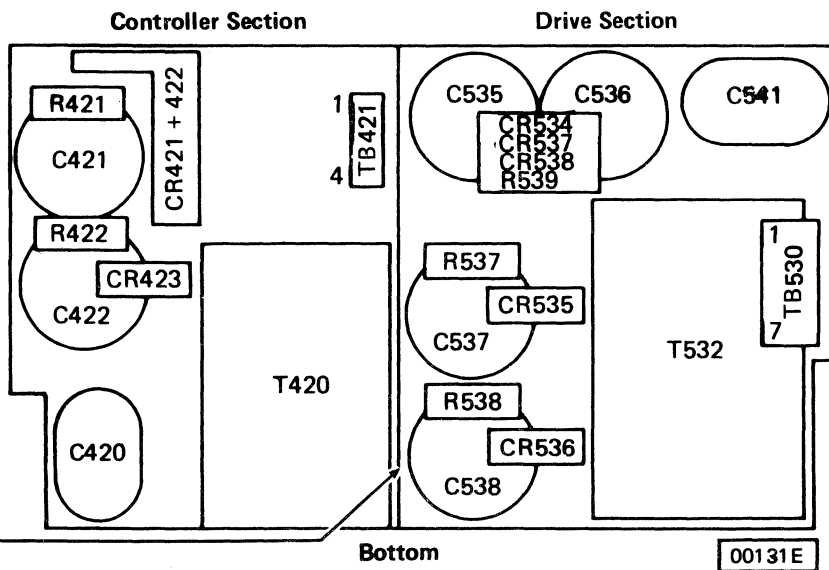 Controller Section
Drive Section
R421
C421
CR421 + 422
1
TB421
4
R422
CR423
C422
T420
C420
C535
C536
C541
CR534
CR537
CR538
R539
R537
CR535
C537
R538
CR536
C538
T532
1
TB530
7
Bottom
00131E